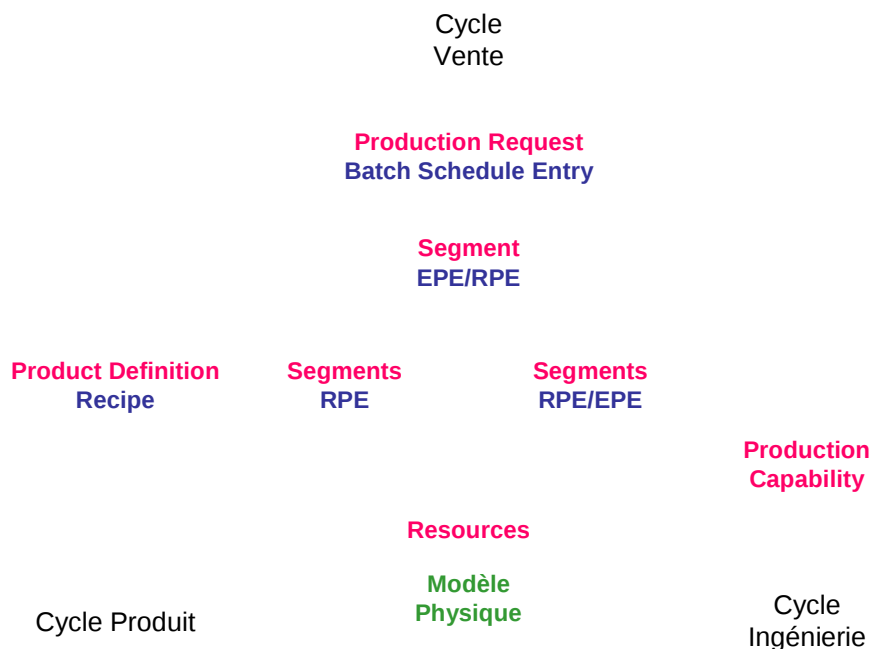 Cycle
Vente
Production Request
Batch Schedule Entry
Segment
EPE/RPE
Product Definition
Recipe
Segments
RPE
Segments
RPE/EPE
Production
Capability
Resources
Modèle
Physique
Cycle Produit
Cycle
Ingénierie